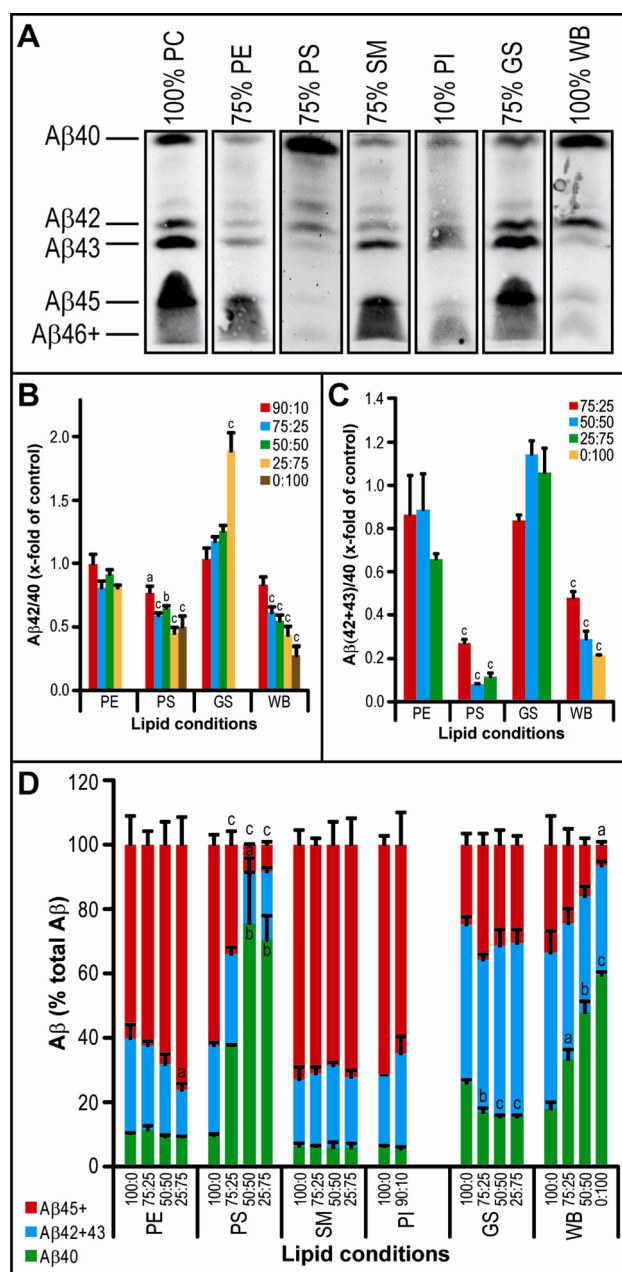 A
100% PC
75% PE
75% PS
75% SM
10% PI
75% GS
100% WB
Aβ40
Aβ42
Aβ43
Aβ45
Aβ46+
B
Aβ42/40 (x-fold of control)
2.0
1.5
1.0
0.5
0.0
90:10
75:25
50:50
25:75
0:100
a
c
b
c
c
c
c
c
c
c
PE
PS
GS
WB
Lipid conditions
C
Aβ(42+43)/40 (x-fold of control)
1.4
1.2
1.0
0.8
0.6
0.4
0.2
0.0
75:25
50:50
25:75
0:100
c
c
c
c
c
c
PE
PS
GS
WB
Lipid conditions
D
Aβ (% total Aβ)
120
100
80
60
40
20
0
a
c
c
c
a
b
b
b
c
c
a
b
c
a
100:0
75:25
50:50
25:75
100:0
75:25
50:50
25:75
100:0
75:25
50:50
25:75
100:0
90:10
100:0
75:25
50:50
25:75
100:0
75:25
50:50
0:100
PE
PS
SM
PI
GS
WB
Lipid conditions
Aβ45+
Aβ42+43
Aβ40